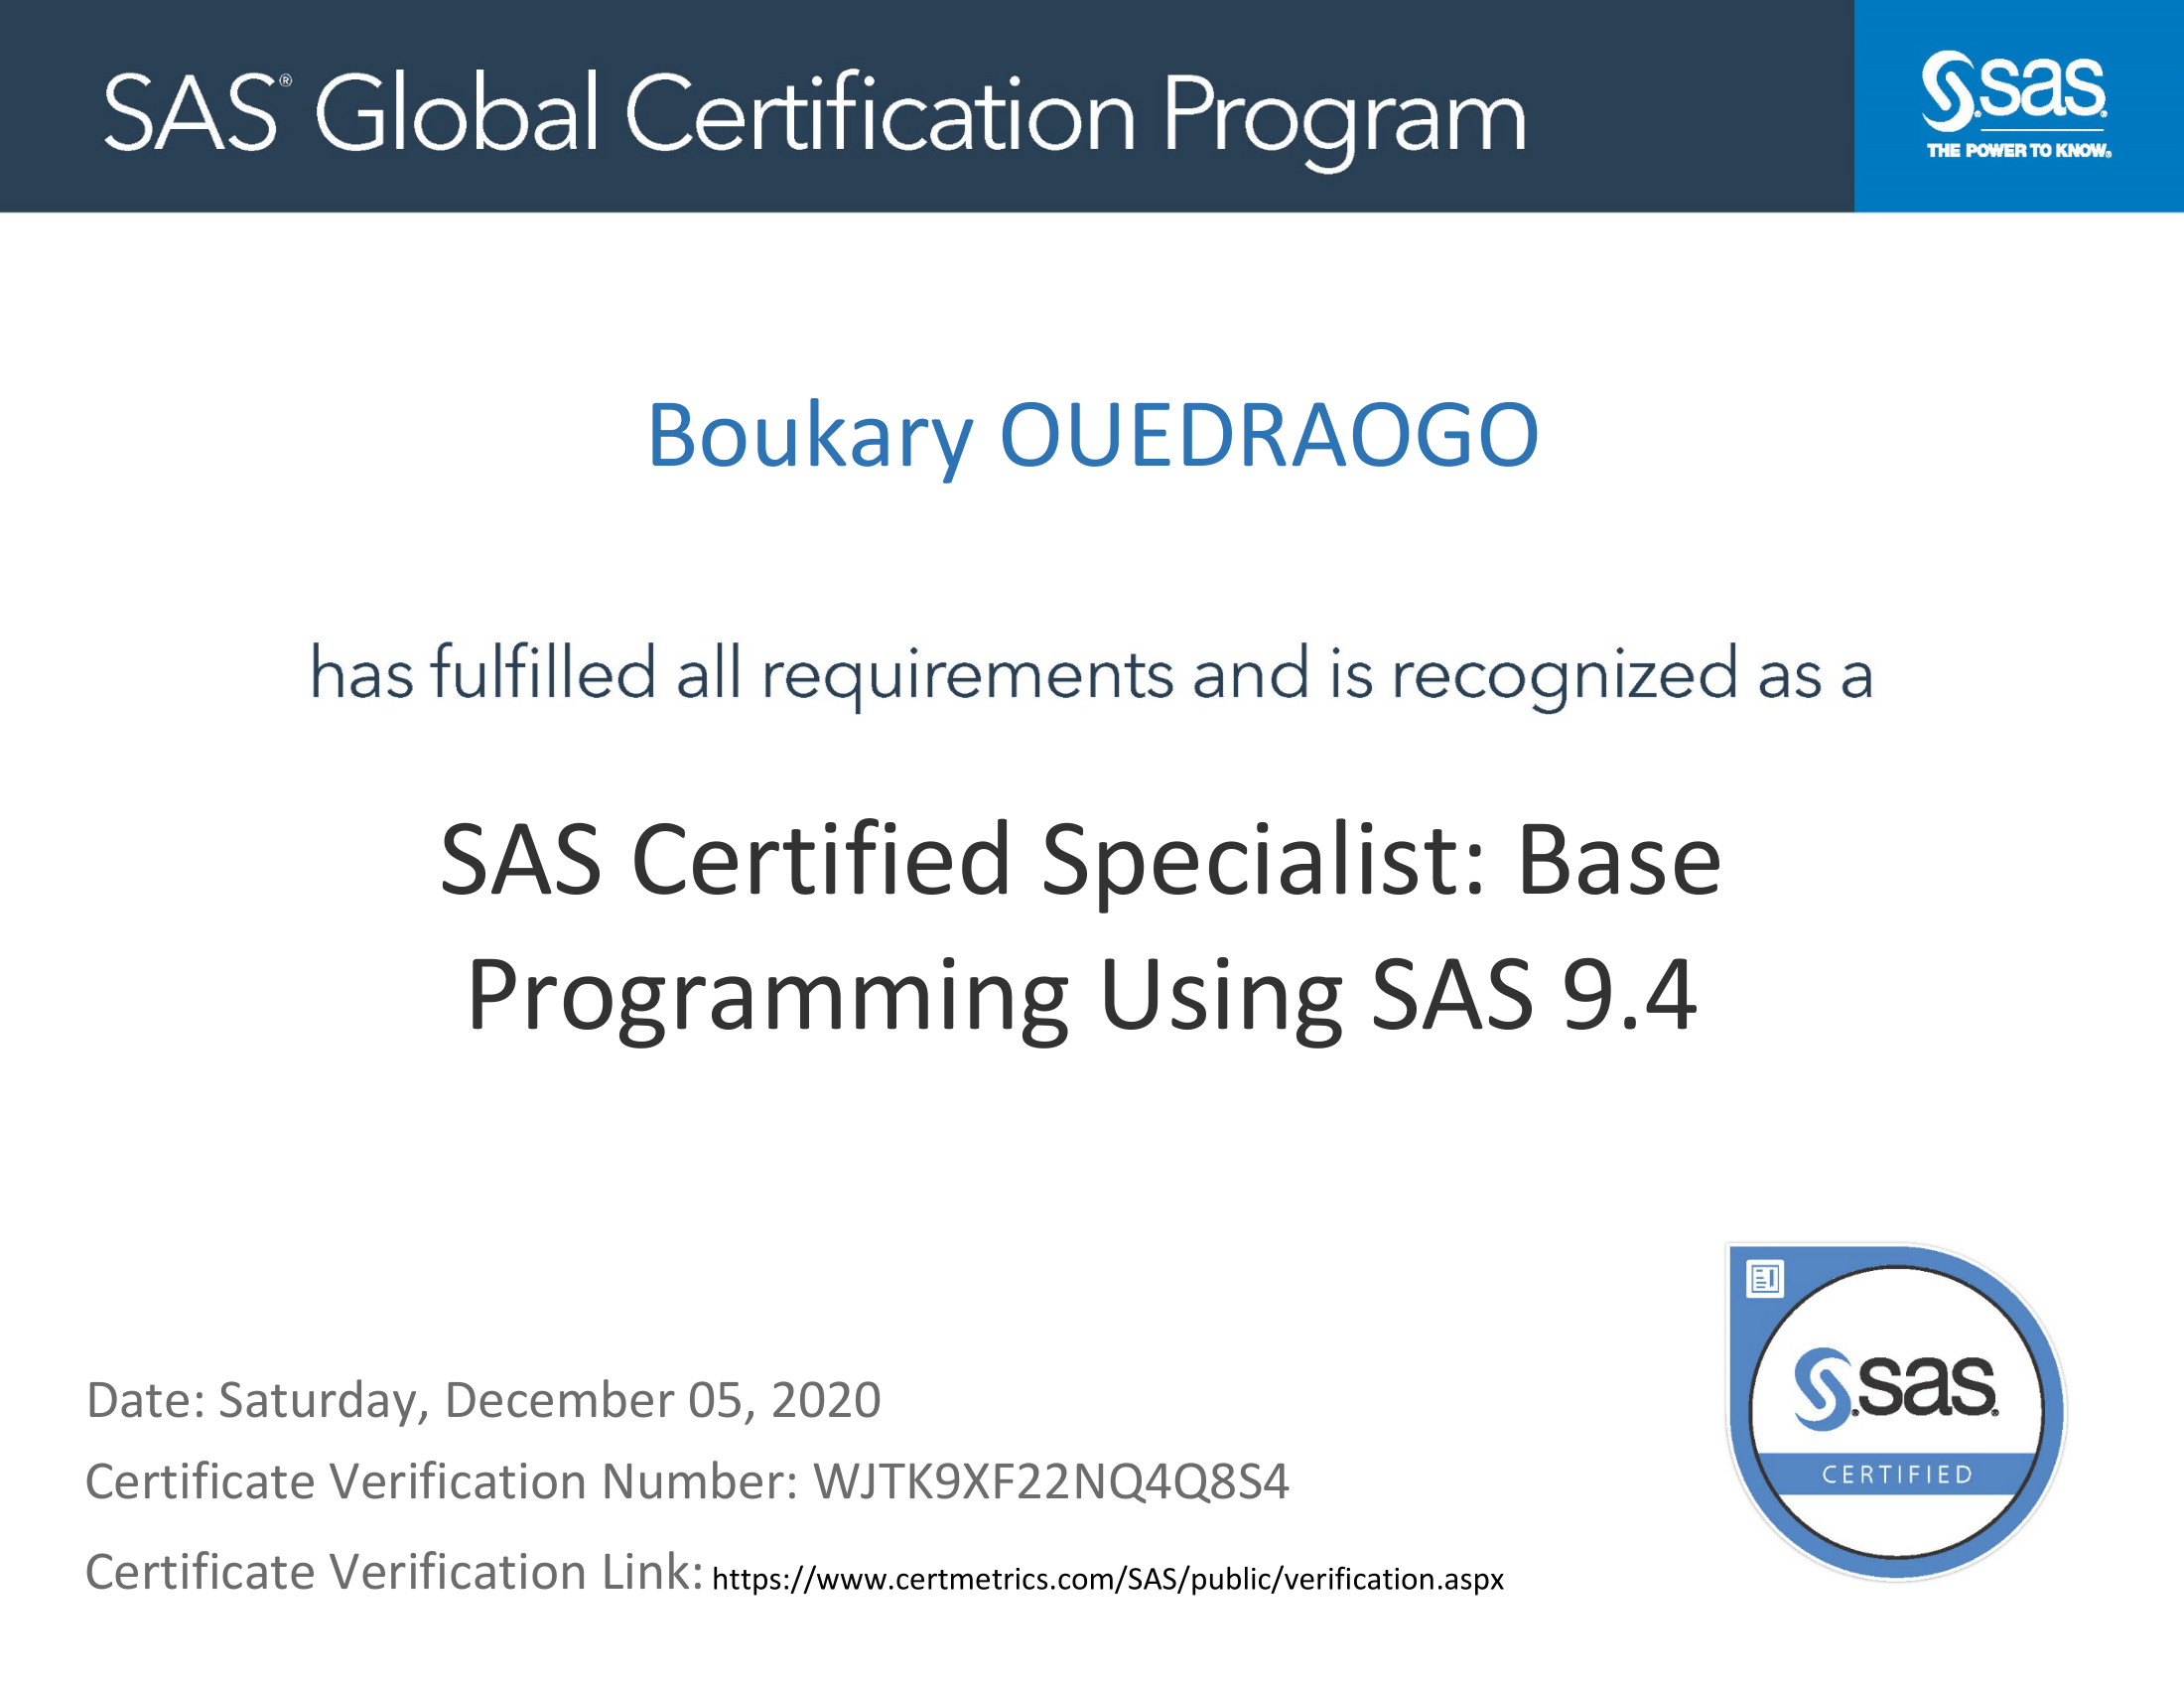 SAS® Global Certification Program
sas
THE POWER TO KNOW®
Boukary OUEDRAOGO
has fulfilled all requirements and is recognized as a
SAS Certified Specialist: Base
Programming Using SAS 9.4
sas
CERTIFIED
Date: Saturday, December 05, 2020
Certificate Verification Number: WJTK9XF22NQ4Q8S4
Certificate Verification Link: https://www.certmetrics.com/SAS/public/verification.aspx